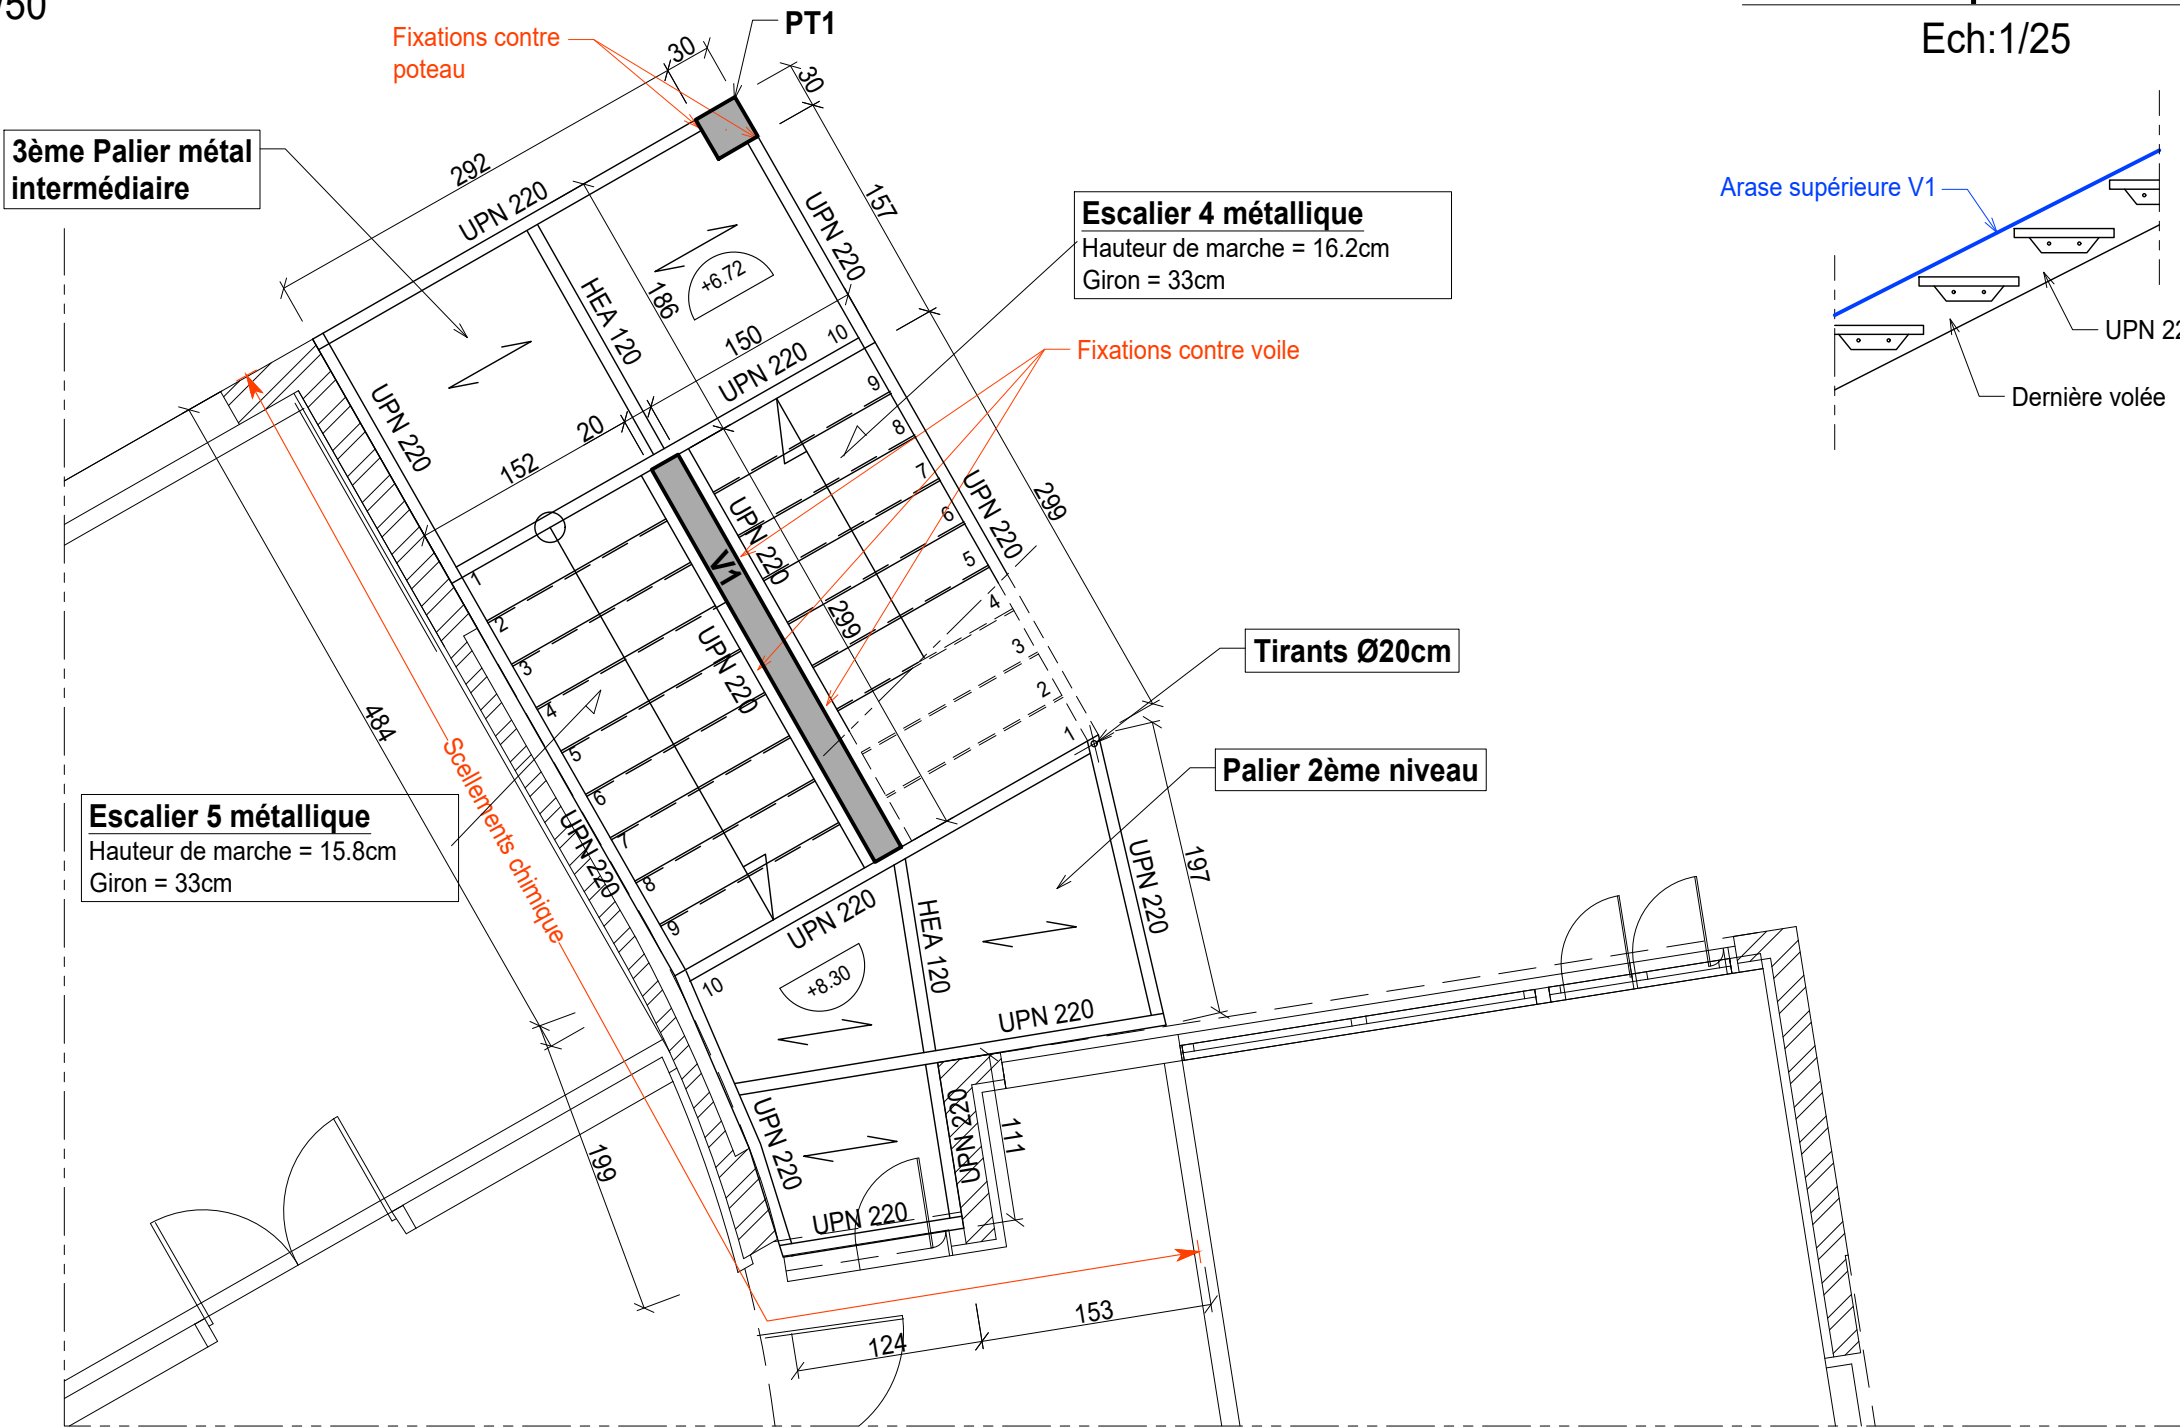 /50
Ech:1/25
PT1
Fixations contre
poteau
30
30
3ème Palier métal
intermédiaire
292
UPN 220
157
UPN 220
Escalier 4 métallique
Hauteur de marche = 16.2cm
Giron = 33cm
Arase supérieure V1
UPN 22
Dernière volée
+6.72
186
HEA 120
150
10
UPN 220
Fixations contre voile
UPN 220
20
152
9
8
7
6
5
4
3
2
1
UPN 220
299
UPN 220
V1
299
UPN 220
1
2
3
4
5
6
7
8
9
10
484
Scellements chimique
UPN 220
Tirants Ø20cm
Palier 2ème niveau
Escalier 5 métallique
Hauteur de marche = 15.8cm
Giron = 33cm
UPN 220
HEA 120
+8.30
UPN 220
197
UPN 220
UPN 220
UPN 220
111
199
UPN 220
153
124